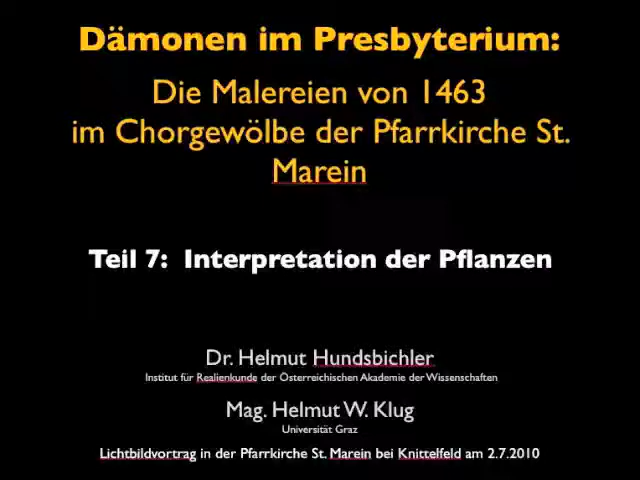 Dämonen im Presbyterium:
Die Malereien von 1463
im Chorgewölbe der Pfarrkirche St.
Marein
Teil 7: Interpretation der Pflanzen
Dr. Helmut Hundsbichler
Institut für Realienkunde der Österreichischen Akademie der Wissenschaften
Mag. Helmut W. Klug
Universität Graz
Lichtbildvortrag in der Pfarrkirche St. Marein bei Knittelfeld am 2.7.2010